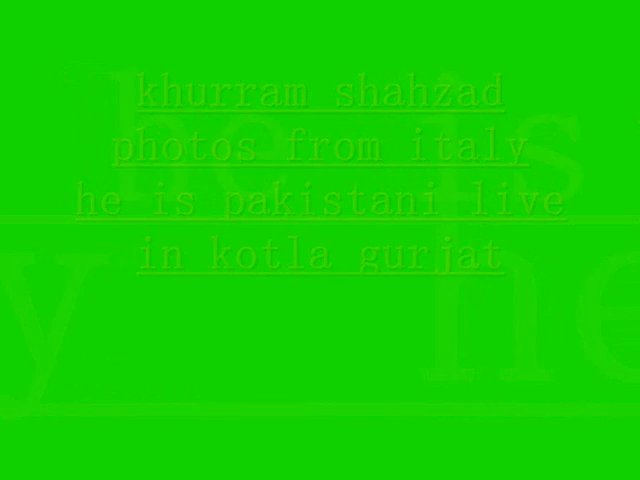 khurram shahzad
photos from italy
he is pakistani live
in kotla gurjat